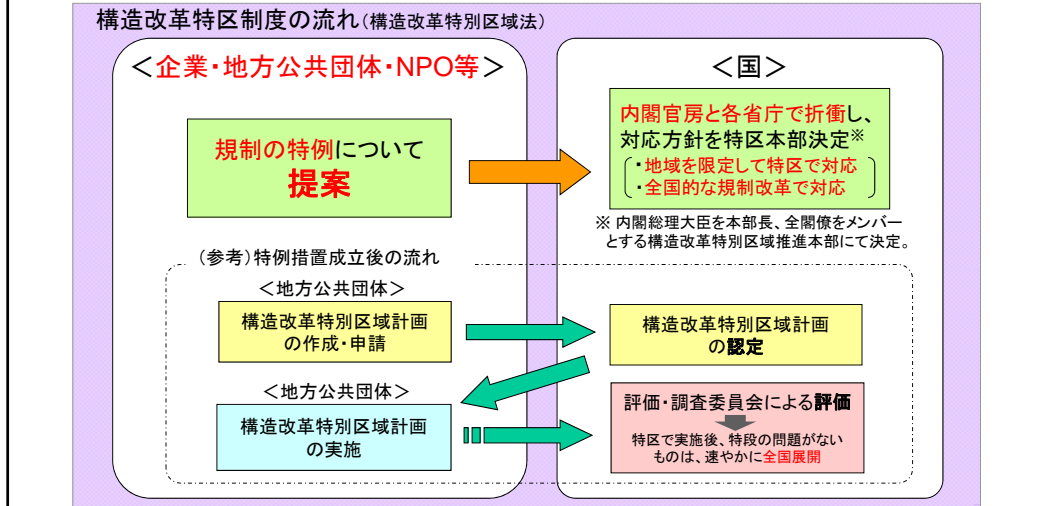 構造改革特区制度の流れ(構造改革特別区域法)
＜企業・地方公共団体・NPO等＞
規制の特例について
提案
＜国＞
内閣官房と各省庁で折衝し、
対応方針を特区本部決定※
・地域を限定して特区で対応
・全国的な規制改革で対応
※ 内閣総理大臣を本部長、全閣僚をメンバー
とする構造改革特別区域推進本部にて決定。
(参考)特例措置成立後の流れ
＜地方公共団体＞
構造改革特別区域計画
の作成・申請
構造改革特別区域計画
の認定
＜地方公共団体＞
構造改革特別区域計画
の実施
評価・調査委員会による評価
特区で実施後、特段の問題がない
ものは、速やかに全国展開